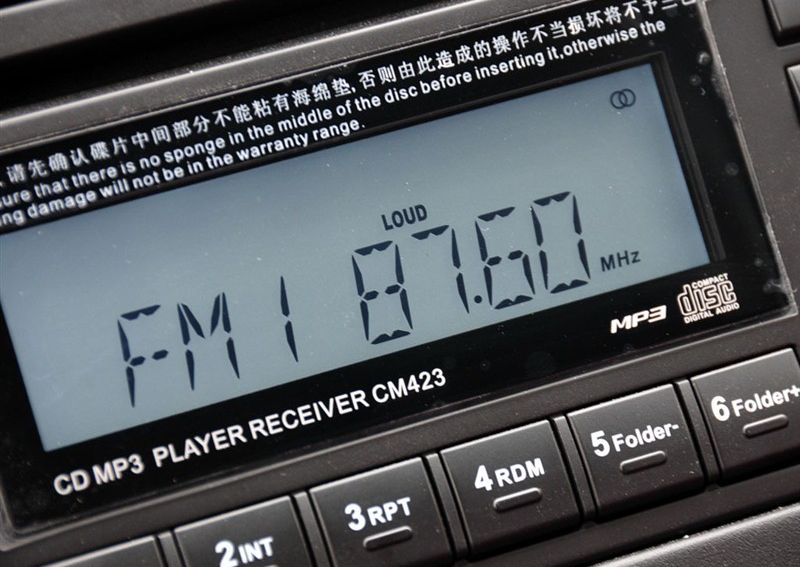 ,请先确认碟片中间部分不能粘有海绵垫,否则由此造成的操作不当损坏将不予三包
sure that there is no sponge in the middle of the disc before inserting it,otherwise the
ing damage will not be in the warranty range.
LOUD
FM1 87.60 MHz
MP3
COMPACT
disc
DIGITAL AUDIO
CD MP3 PLAYER RECEIVER CM423
2 INT
3 RPT
4 RDM
5 Folder-
6 Folder+